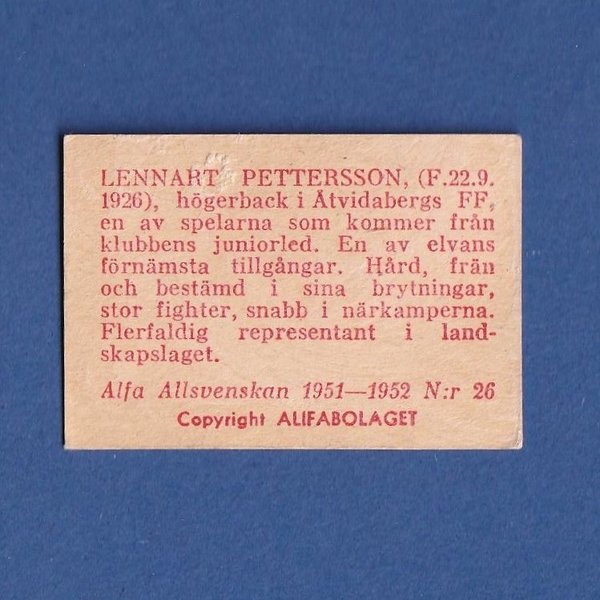 LENNART PETTERSSON, (F.22.9.
1926), högerback i Åtvidabergs FF,
en av spelarna som kommer från
klubbens juniorled. En av elvans
förnämsta tillgångar. Hård, frän
och bestämd i sina brytningar,
stor fighter, snabb i närkamperna.
Flerfaldig representant i land-
skapslaget.
Alfa Allsvenskan 1951—1952 N:r 26
Copyright ALIFABOLAGET